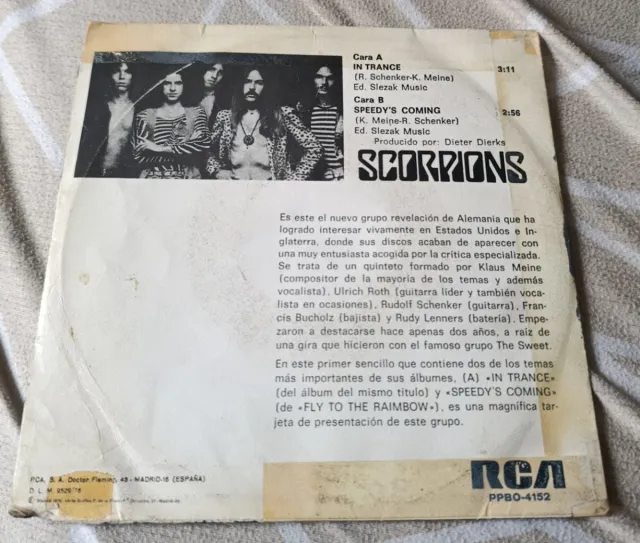 Cara A
IN TRANCE 3:11
(R. Schenker-K. Meine)
Ed. Slezak Music
Cara B
SPEEDY'S COMING 2:56
(K. Meine-R. Schenker)
Ed. Slezak Music
Producido por: Dieter Dierks
SCORPIONS
Es este el nuevo grupo revelación de Alemania que ha
logrado interesar vivamente en Estados Unidos e In-
glaterra, donde sus discos acaban de aparecer con
una muy entusiasta acogida por la crítica especializada.
Se trata de un quinteto formado por Klaus Meine
(compositor de la mayoria de los temas y además
vocalista), Ulrich Roth (guitarra líder y también voca-
lista en ocasiones), Rudolf Schenker (guitarra), Fran-
cis Bucholz (bajista) y Rudy Lenners (bateria). Empe-
zaron a destacarse hace apenas dos años, a raíz de
una gira que hicieron con el famoso grupo The Sweet.
En este primer sencillo que contiene dos de los temas
más importantes de sus álbumes, (A) «IN TRANCE»
(del álbum del mismo título) y «SPEEDY'S COMING»
(de «FLY TO THE RAIMBOW»), es una magnífica tar-
jeta de presentación de este grupo.
RCA, S. A. Doctor Fleming, 43 - MADRID-16 (ESPAÑA)
D. L. M.
RCA
PPBO-4152